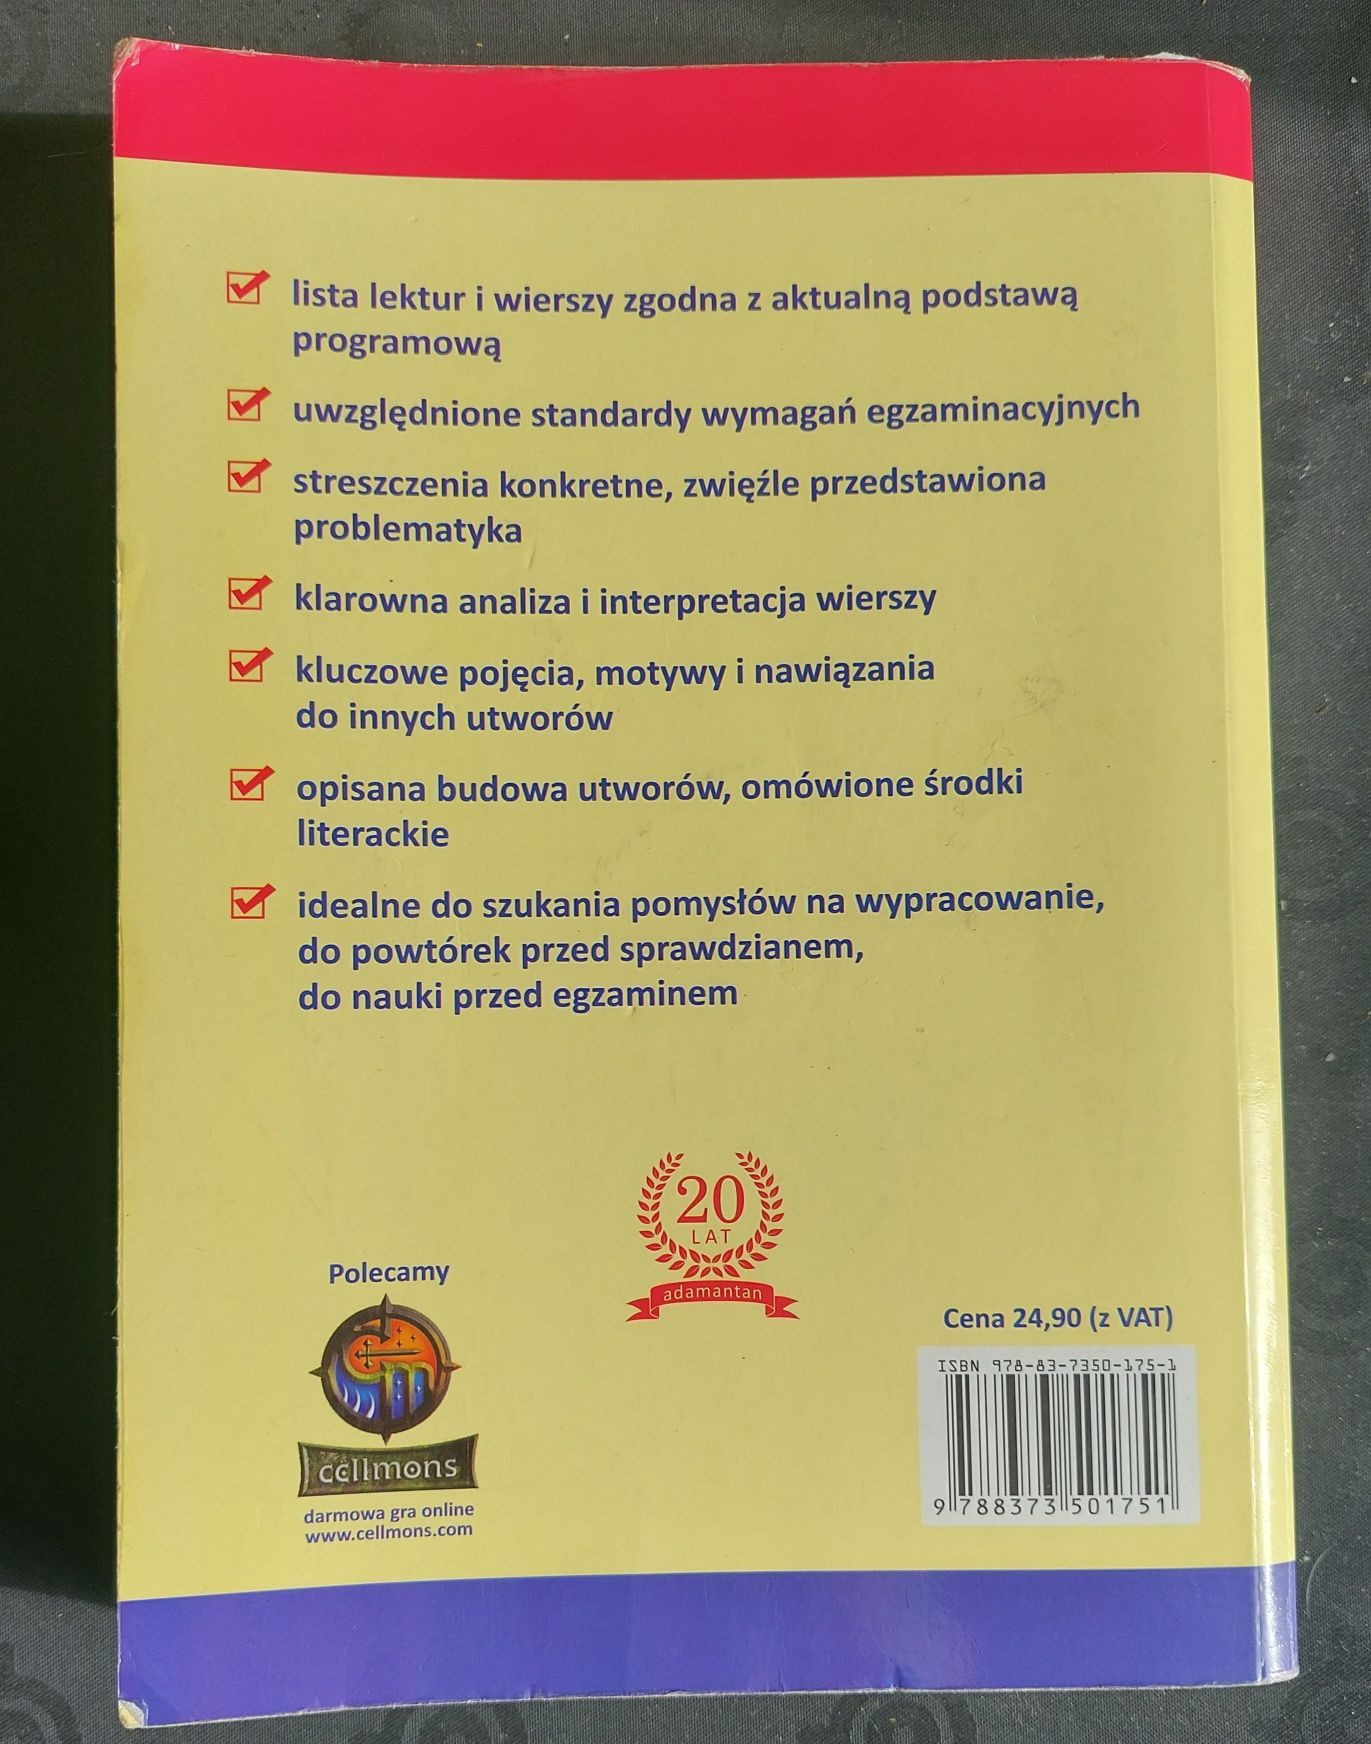 lista lektur i wierszy zgodna z aktualną podstawą
programową
uwzględnione standardy wymagań egzaminacyjnych
streszczenia konkretne, zwięźle przedstawiona
problematyka
klarowna analiza i interpretacja wierszy
kluczowe pojęcia, motywy i nawiązania
do innych utworów
opisana budowa utworów, omówione środki
literackie
idealne do szukania pomysłów na wypracowanie,
do powtórek przed sprawdzianem,
do nauki przed egzaminem
20
LAT
adamantan
Polecamy
cm
cellmons
darmowa gra online
www.cellmons.com
Cena 24,90 (z VAT)
ISBN 978-83-7350-175-1
9 788373 501751